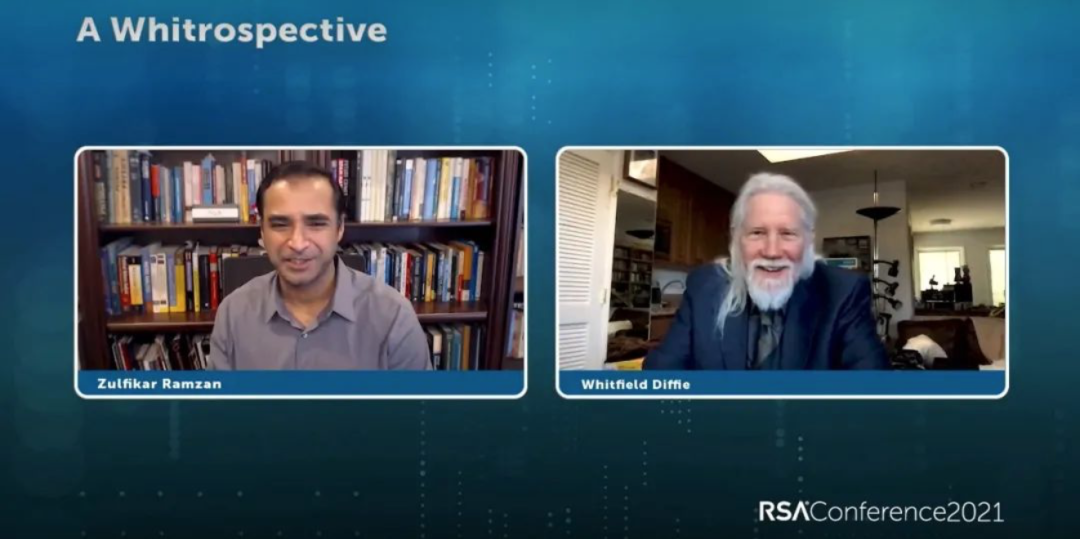 A Whitrospective
Zulfikar Ramzan
Whitfield Diffie
RSAConference2021